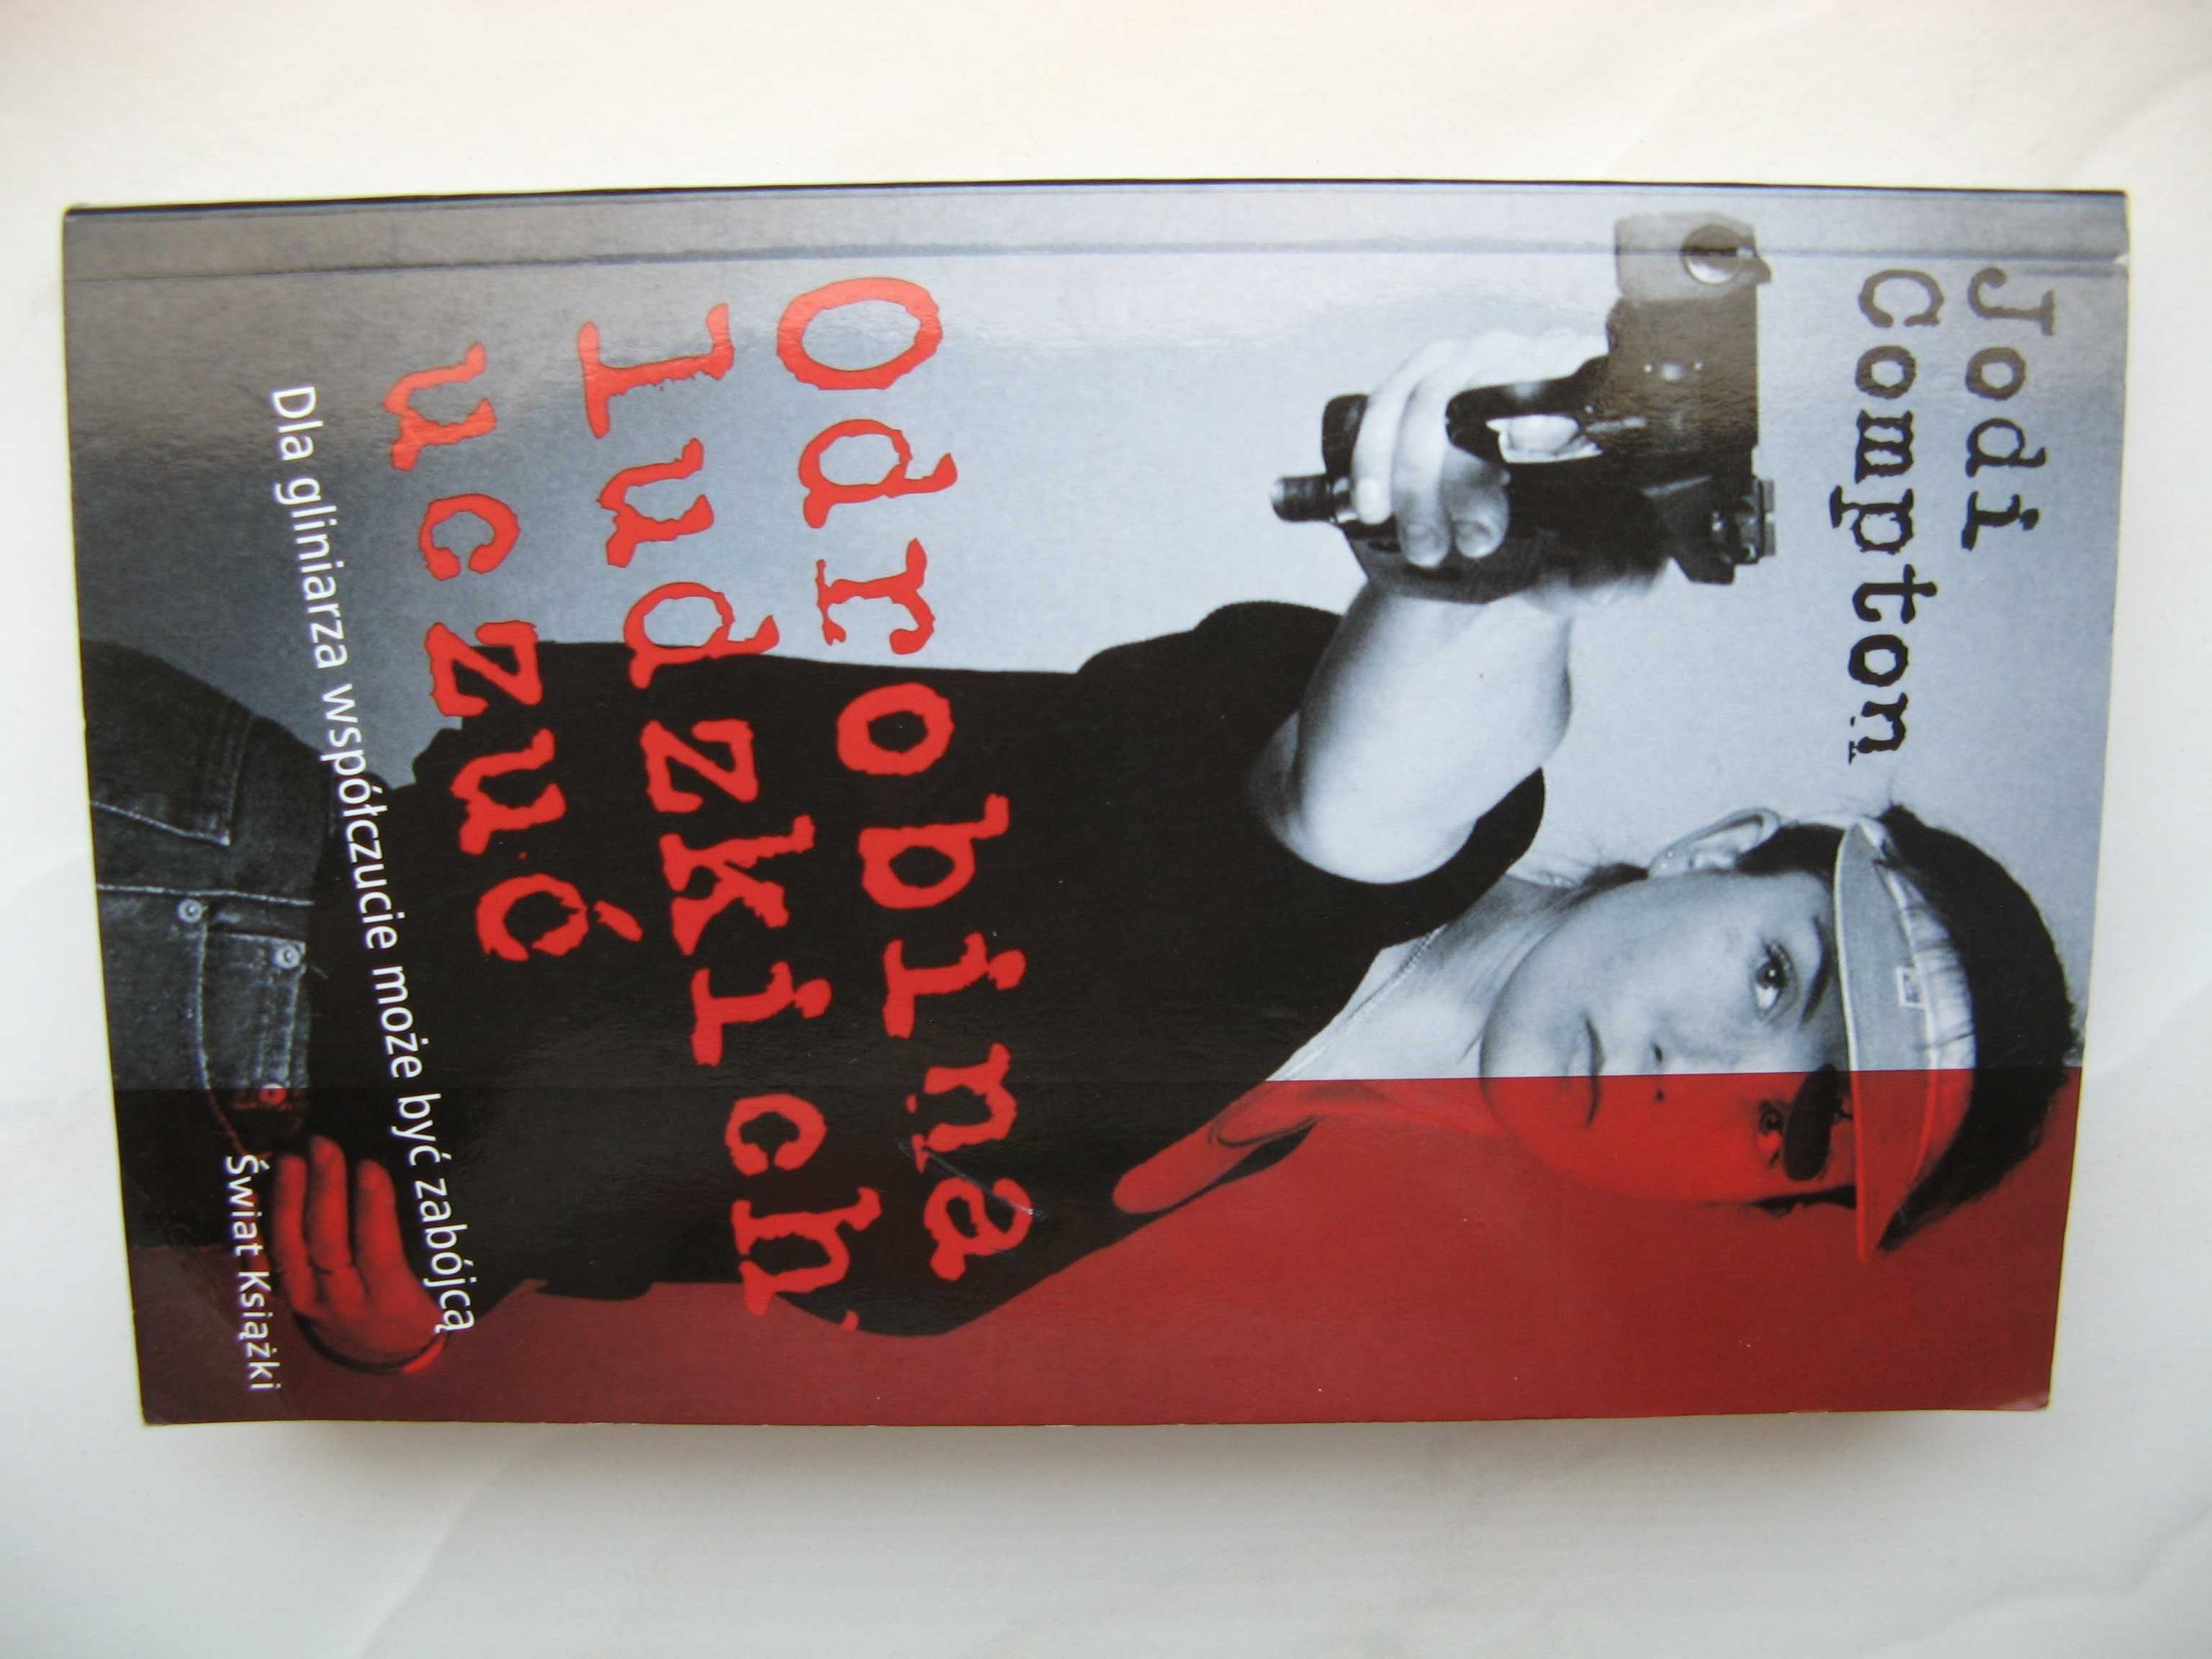 Jodi
Compton
Odrobina
ludzkich
uczuć
Dla gliniarza współczucie może być zabójcą
Świat Książki